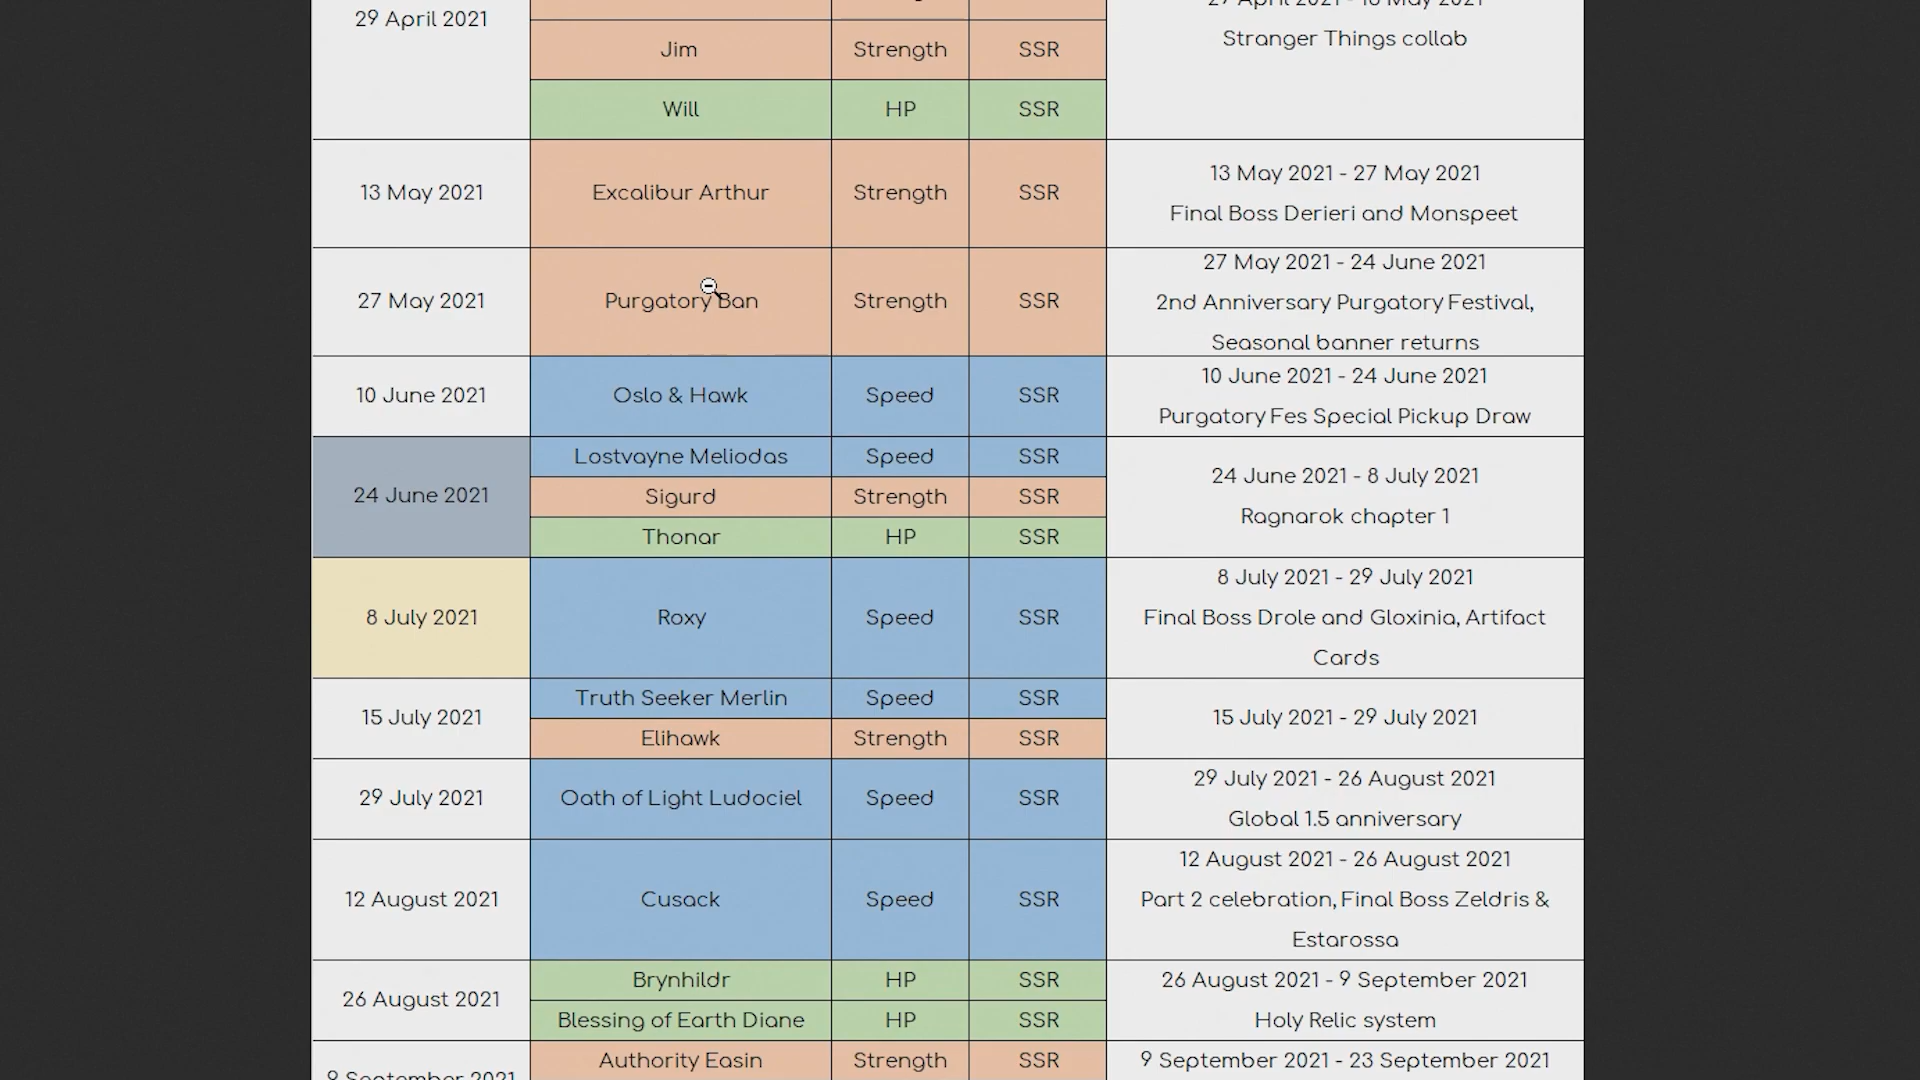 29 April 2021
Jim Strength SSR
Stranger Things collab
Will HP SSR
13 May 2021
Excalibur Arthur Strength SSR
13 May 2021 - 27 May 2021
Final Boss Derieri and Monspeet
27 May 2021
Purgatory Ban Strength SSR
27 May 2021 - 24 June 2021
2nd Anniversary Purgatory Festival,
Seasonal banner returns
10 June 2021
Oslo & Hawk Speed SSR
10 June 2021 - 24 June 2021
Purgatory Fes Special Pickup Draw
24 June 2021
Lostvayne Meliodas Speed SSR
Sigurd Strength SSR
Thonar HP SSR
24 June 2021 - 8 July 2021
Ragnarok chapter 1
8 July 2021
Roxy Speed SSR
8 July 2021 - 29 July 2021
Final Boss Drole and Gloxinia, Artifact
Cards
15 July 2021
Truth Seeker Merlin Speed SSR
Elihawk Strength SSR
15 July 2021 - 29 July 2021
29 July 2021
Oath of Light Ludociel Speed SSR
29 July 2021 - 26 August 2021
Global 1.5 anniversary
12 August 2021
Cusack Speed SSR
12 August 2021 - 26 August 2021
Part 2 celebration, Final Boss Zeldris &
Estarossa
26 August 2021
Brynhildr HP SSR
Blessing of Earth Diane HP SSR
26 August 2021 - 9 September 2021
Holy Relic system
9 September 2021
Authority Easin Strength SSR
9 September 2021 - 23 September 2021